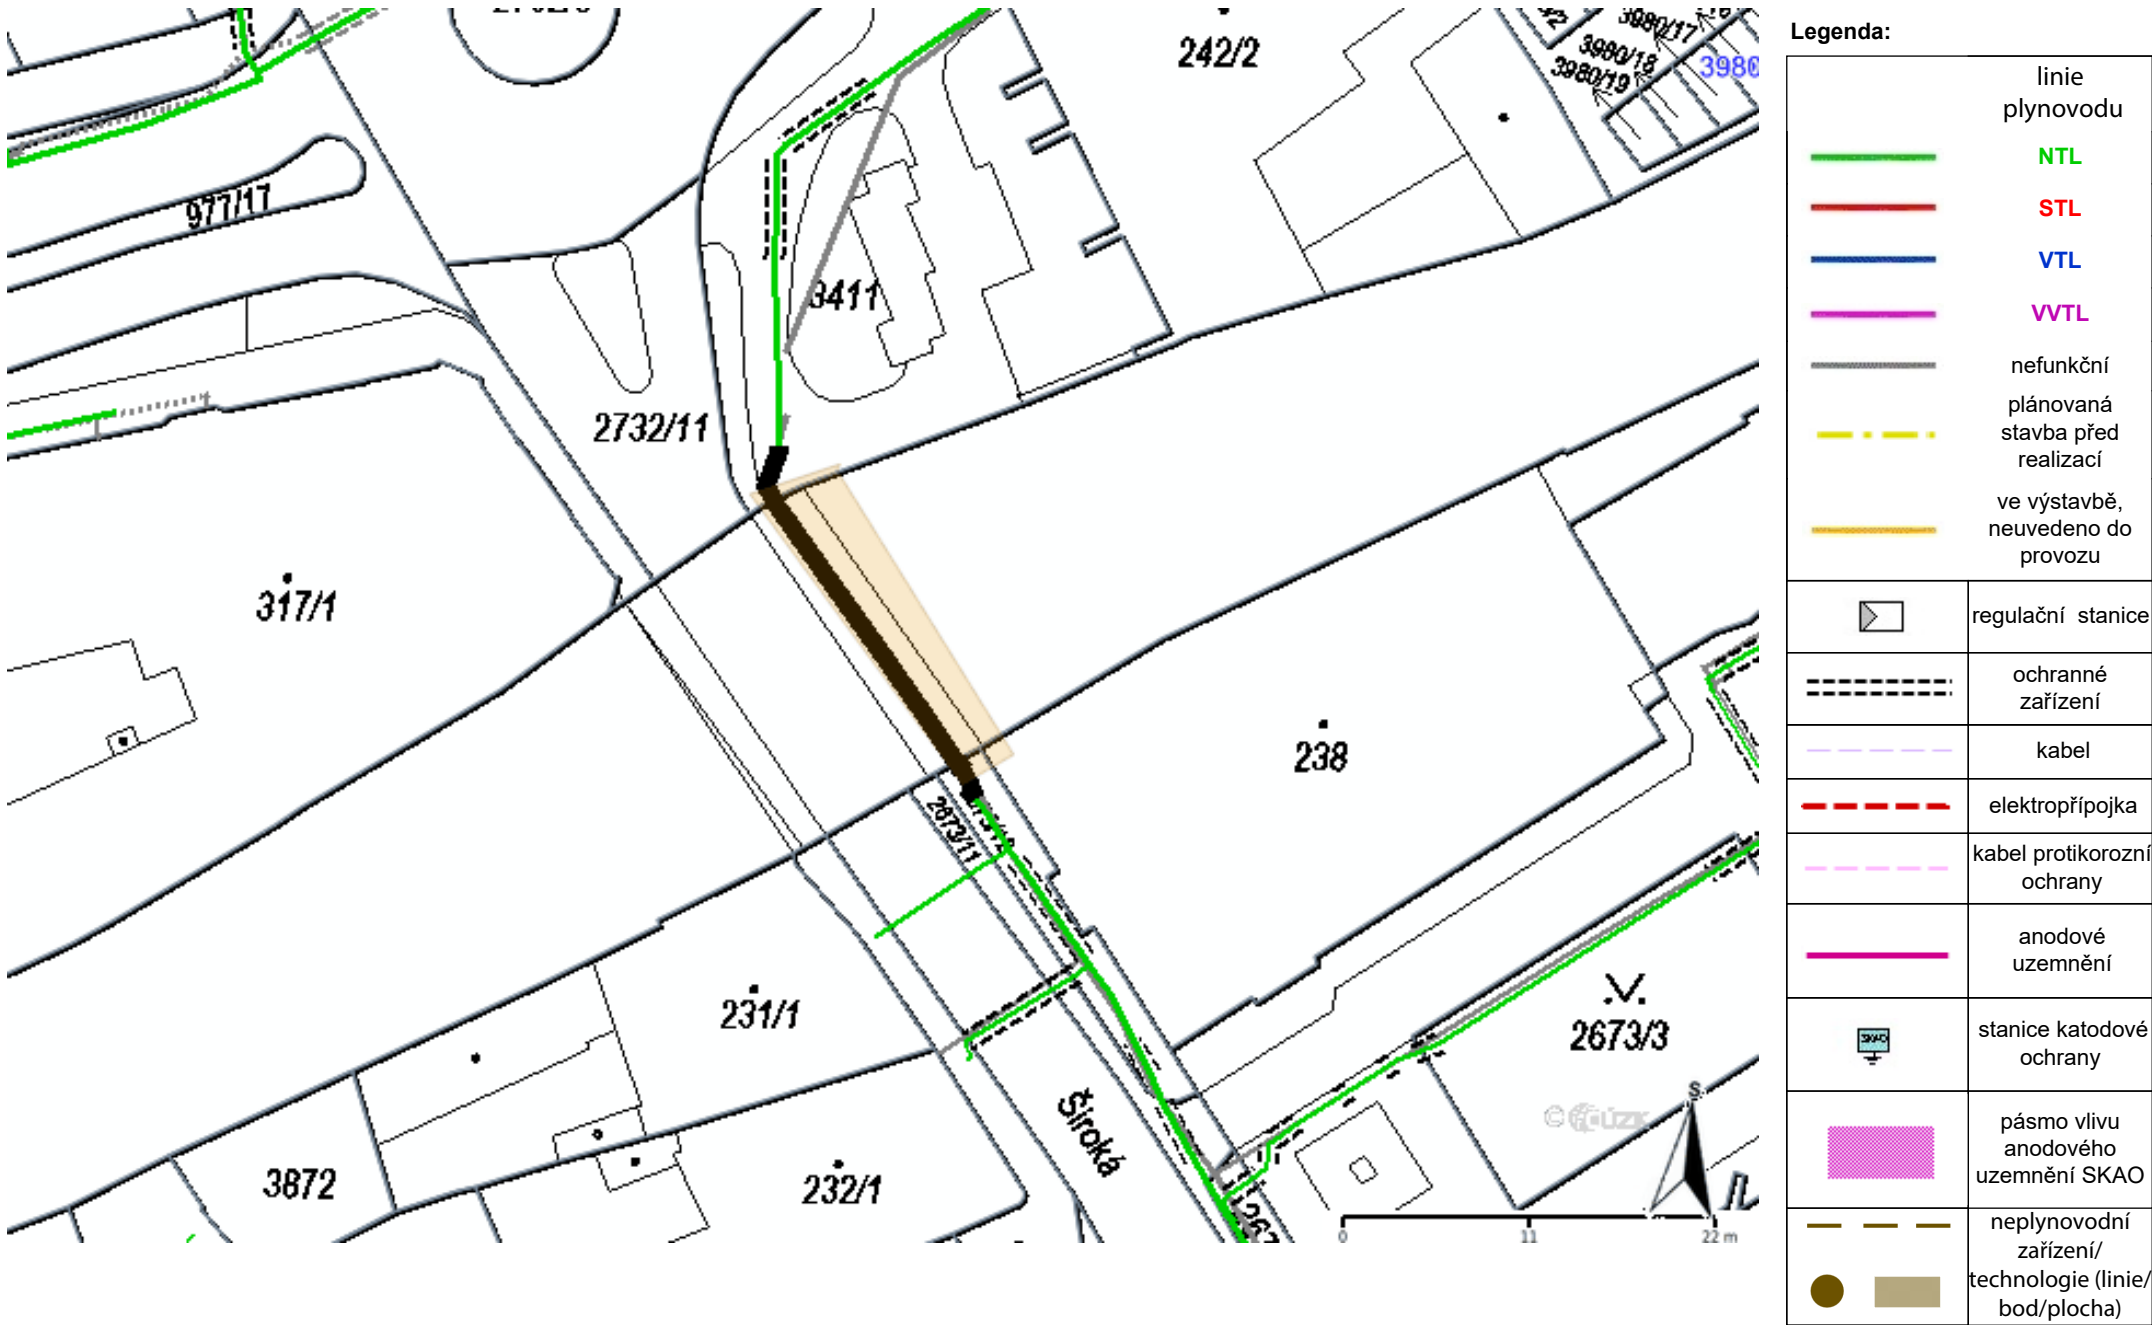 242/2
3980/17
3980/18
3980/19
3980
977/17
3411
2732/11
317/1
238
2673/11
231/1
2673/3
Široká
3872
232/1
267
S
0
11
22 m
Legenda:
linie
plynovodu
NTL
STL
VTL
VVTL
nefunkční
plánovaná
stavba před
realizací
ve výstavbě,
neuvedeno do
provozu
regulační stanice
ochranné
zařízení
kabel
elektropřípojka
kabel protikorozní
ochrany
anodové
uzemnění
SKAO
stanice katodové
ochrany
pásmo vlivu
anodového
uzemnění SKAO
neplynovodní
zařízení/
technologie (linie/
bod/plocha)